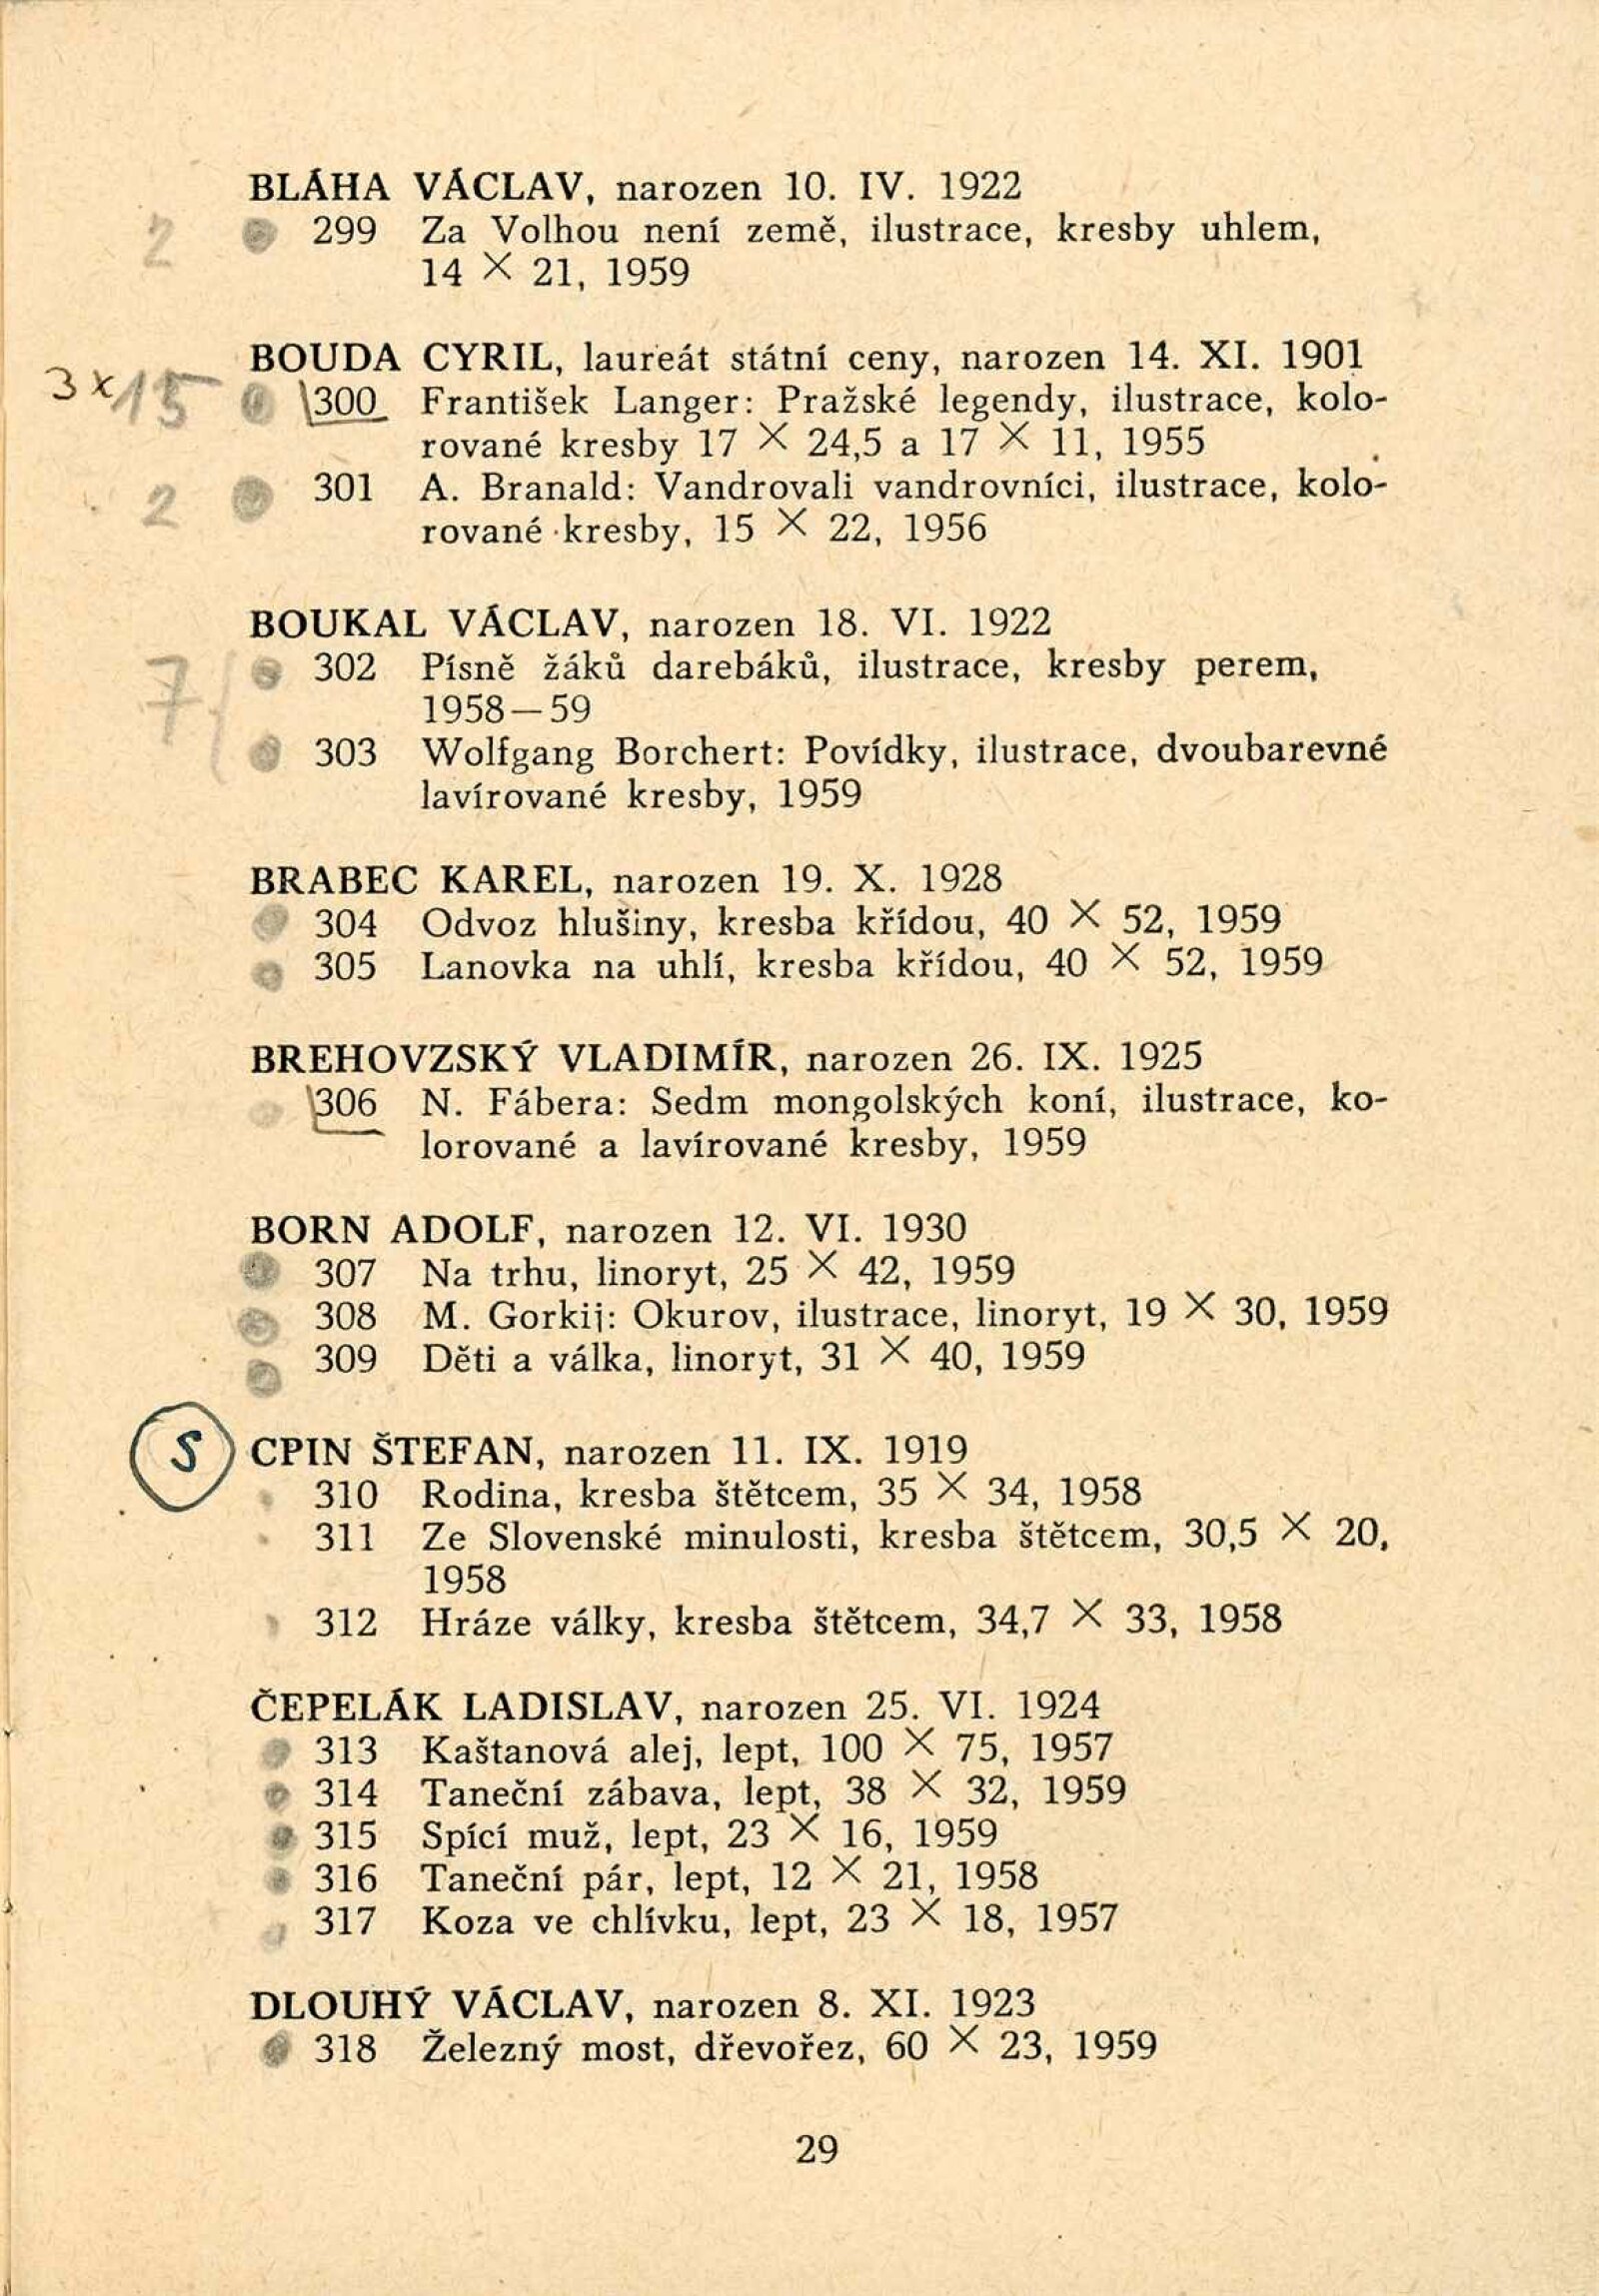 BLÁHA VÁCLAV, narozen 10. IV. 1922
2 299 Za Volhou není země, ilustrace, kresby uhlem,
14 × 21, 1959
BOUDA CYRIL, laureát státní ceny, narozen 14. XI. 1901
3 x 15 300 František Langer: Pražské legendy, ilustrace, kolo-
rované kresby 17 × 24,5 a 17 × 11, 1955
2 301 A. Branald: Vandrovali vandrovníci, ilustrace, kolo-
rované kresby, 15 × 22, 1956
BOUKAL VÁCLAV, narozen 18. VI. 1922
7 302 Písně žáků darebáků, ilustrace, kresby perem,
1958—59
303 Wolfgang Borchert: Povídky, ilustrace, dvoubarevné
lavírované kresby, 1959
BRABEC KAREL, narozen 19. X. 1928
304 Odvoz hlušiny, kresba křídou, 40 × 52, 1959
305 Lanovka na uhlí, kresba křídou, 40 × 52, 1959
BREHOVZSKÝ VLADIMÍR, narozen 26. IX. 1925
306 N. Fábera: Sedm mongolských koní, ilustrace, ko-
lorované a lavírované kresby, 1959
BORN ADOLF, narozen 12. VI. 1930
307 Na trhu, linoryt, 25 × 42, 1959
308 M. Gorkij: Okurov, ilustrace, linoryt, 19 × 30, 1959
309 Děti a válka, linoryt, 31 × 40, 1959
S CPIN ŠTEFAN, narozen 11. IX. 1919
310 Rodina, kresba štětcem, 35 × 34, 1958
311 Ze Slovenské minulosti, kresba štětcem, 30,5 × 20,
1958
312 Hráze války, kresba štětcem, 34,7 × 33, 1958
ČEPELÁK LADISLAV, narozen 25. VI. 1924
313 Kaštanová alej, lept, 100 × 75, 1957
314 Taneční zábava, lept, 38 × 32, 1959
315 Spící muž, lept, 23 × 16, 1959
316 Taneční pár, lept, 12 × 21, 1958
317 Koza ve chlívku, lept, 23 × 18, 1957
DLOUHÝ VÁCLAV, narozen 8. XI. 1923
318 Železný most, dřevořez, 60 × 23, 1959
29